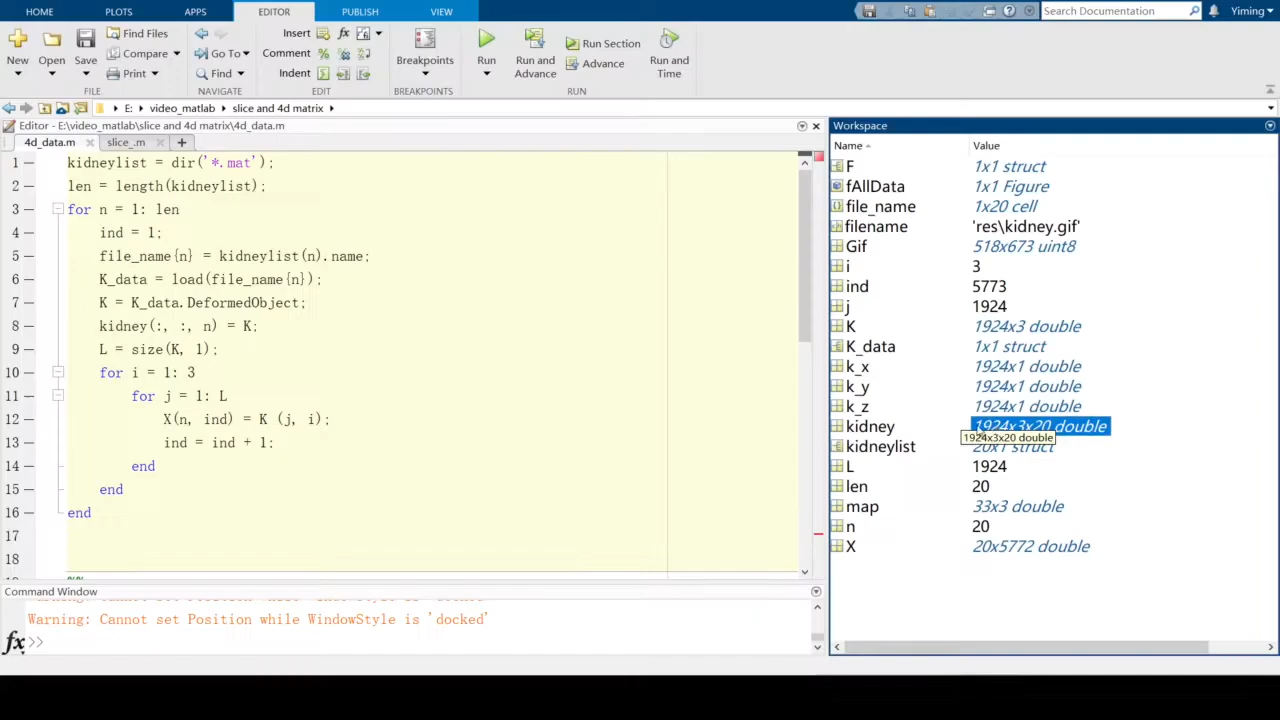 HOME PLOTS APPS EDITOR PUBLISH VIEW Search Documentation Yiming
New Open Save Find Files Compare Print
Go To Find
Insert fx
Comment % %
Indent
Breakpoints
Run Run and Advance Run Section Advance Run and Time
FILE NAVIGATE EDIT BREAKPOINTS RUN
E: video_matlab slice and 4d matrix
Editor - E:\video_matlab\slice and 4d matrix\4d_data.m
4d_data.m slice_.m +
1 kidneylist = dir('*.mat');
2 len = length(kidneylist);
3 for n = 1: len
4 ind = 1;
5 file_name{n} = kidneylist(n).name;
6 K_data = load(file_name{n});
7 K = K_data.DeformedObject;
8 kidney(:, :, n) = K;
9 L = size(K, 1);
10 for i = 1: 3
11 for j = 1: L
12 X(n, ind) = K (j, i);
13 ind = ind + 1;
14 end
15 end
16 end
17
18
%%
Command Window
Warning: Cannot set Position while WindowStyle is 'docked'
fx >>
Workspace
Name Value
F 1x1 struct
fAllData 1x1 Figure
file_name 1x20 cell
filename 'res\kidney.gif'
Gif 518x673 uint8
i 3
ind 5773
j 1924
K 1924x3 double
K_data 1x1 struct
k_x 1924x1 double
k_y 1924x1 double
k_z 1924x1 double
kidney 1924x3x20 double
1924x3x20 double
kidneylist 20x1 struct
L 1924
len 20
map 33x3 double
n 20
X 20x5772 double